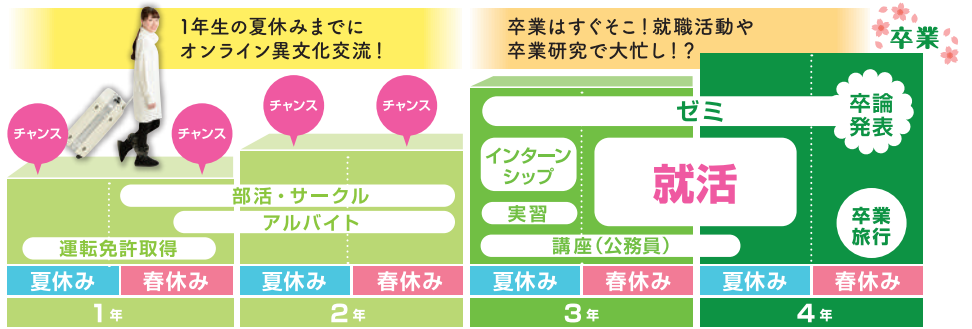 1年生の夏休みまでに
オンライン異文化交流！
卒業はすぐそこ！就職活動や
卒業研究で大忙し！？
卒業
チャンス
チャンス
チャンス
チャンス
ゼミ
卒論
発表
インターン
シップ
就活
部活・サークル
実習
アルバイト
卒業
旅行
運転免許取得
講座（公務員）
夏休み
春休み
夏休み
春休み
夏休み
春休み
夏休み
春休み
1年
2年
3年
4年